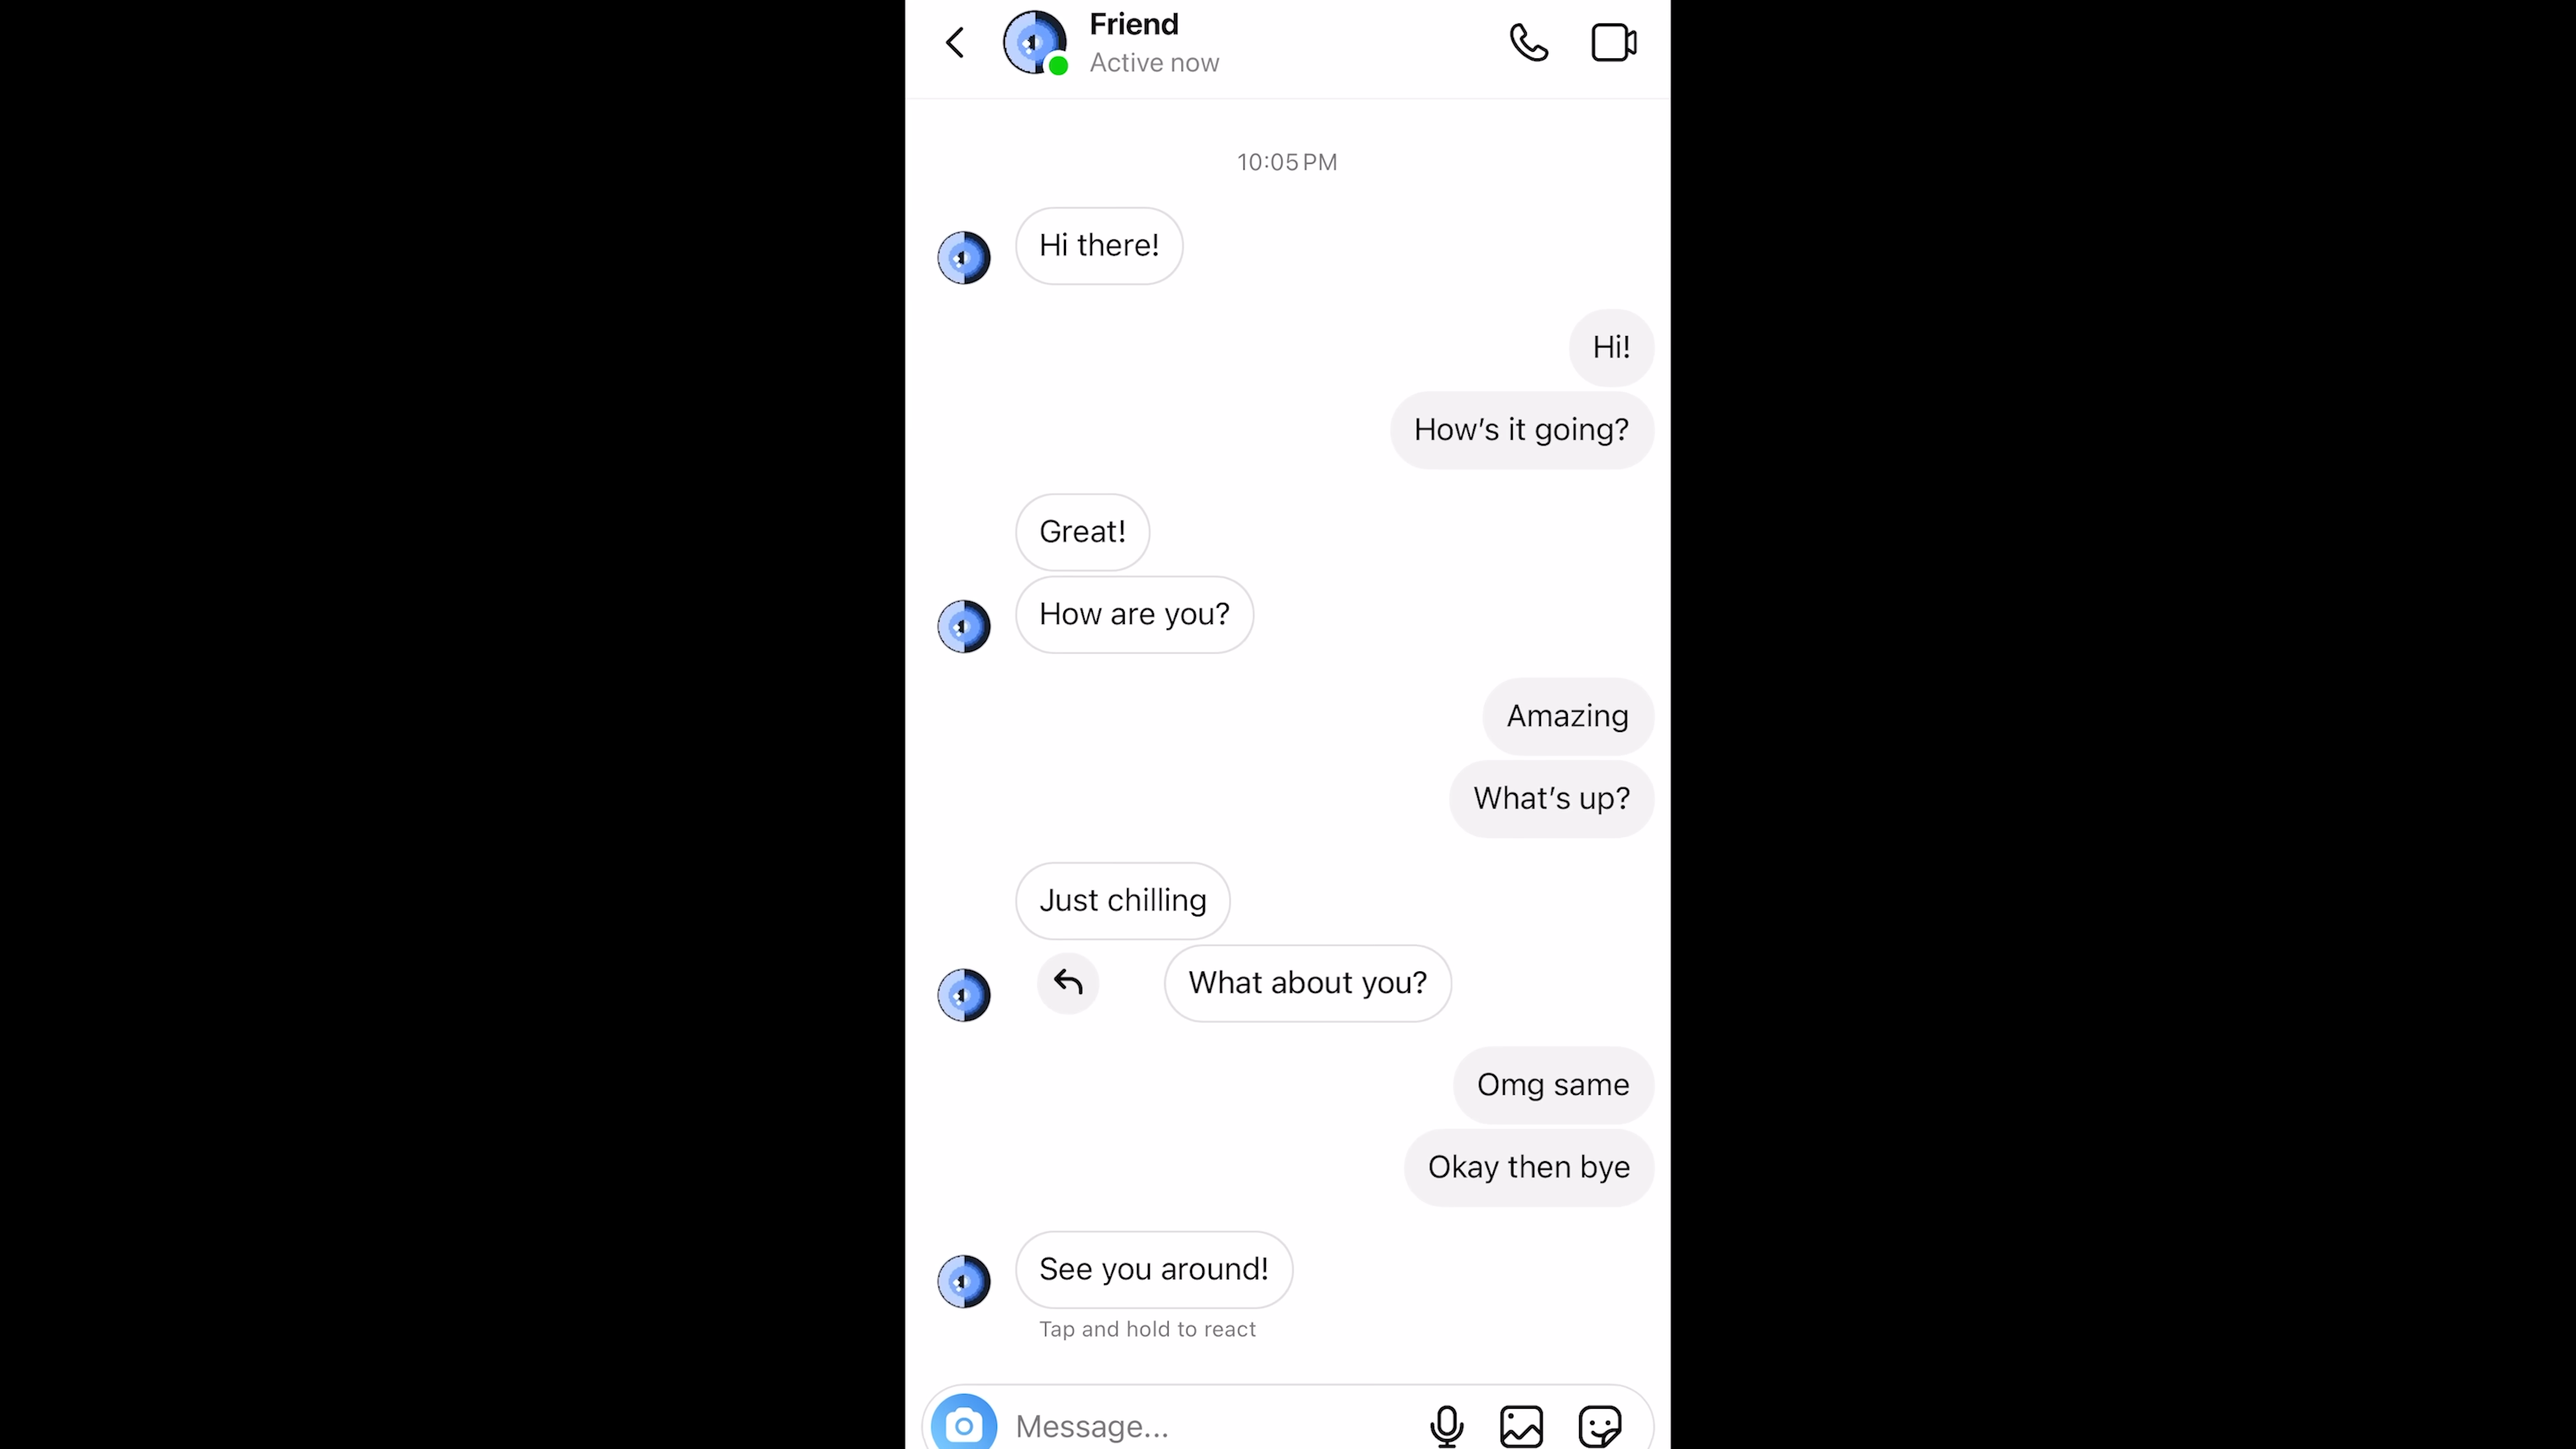 Friend
Active now
10:05 PM
Hi there!
Hi!
How’s it going?
Great!
How are you?
Amazing
What’s up?
Just chilling
What about you?
Omg same
Okay then bye
See you around!
Tap and hold to react
Message...